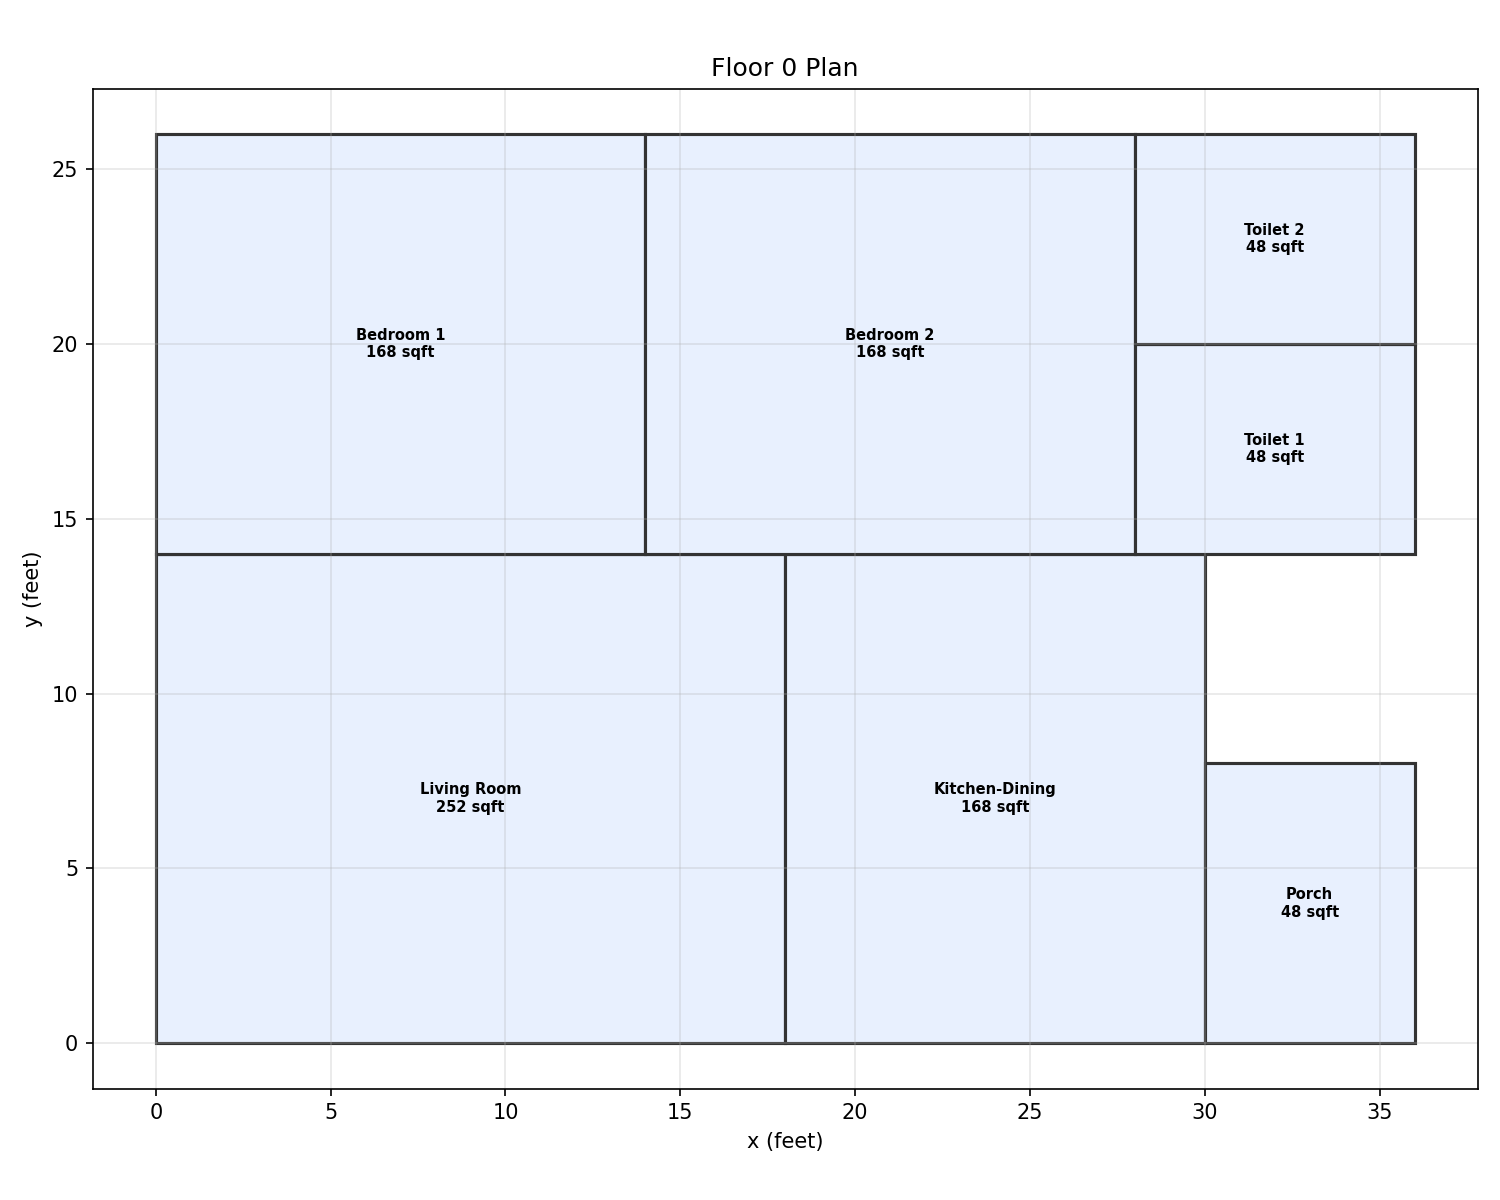 Floor 0 Plan
25
20
15
10
5
0
y (feet)
Bedroom 1
168 sqft
Bedroom 2
168 sqft
Toilet 2
48 sqft
Toilet 1
48 sqft
Living Room
252 sqft
Kitchen-Dining
168 sqft
Porch
48 sqft
0
5
10
15
20
25
30
35
x (feet)